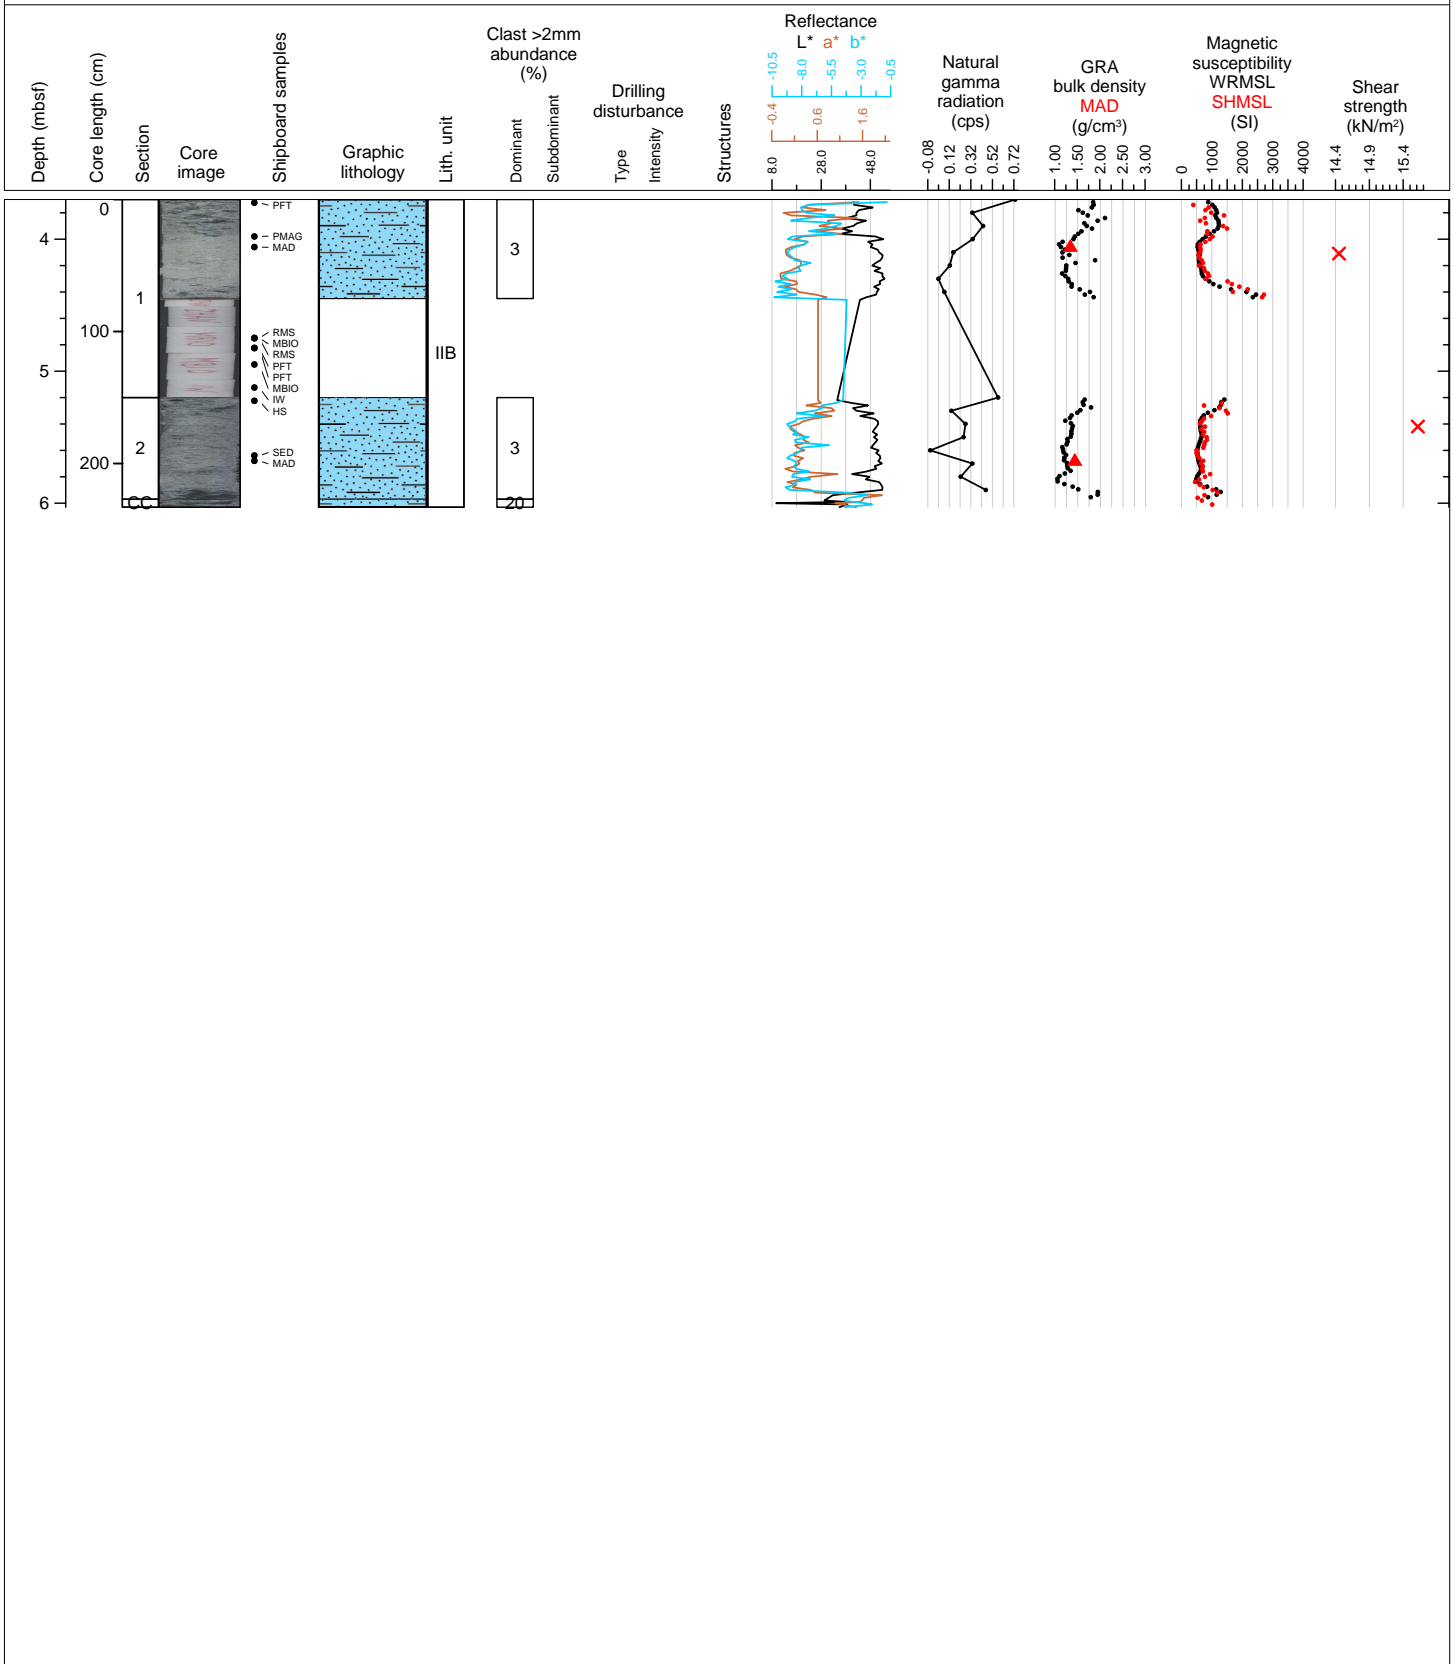 Depth (mbsf)
Core length (cm)
Section
Core
image
Shipboard samples
Graphic
lithology
Lith. unit
Clast >2mm
abundance
(%)
Dominant
Subdominant
Drilling
disturbance
Type
Intensity
Structures
Reflectance
L* a* b*
-10.5
-8.0
-5.5
-3.0
-0.5
-0.4
0.6
1.6
8.0
28.0
48.0
Natural
gamma
radiation
(cps)
-0.08
0.12
0.32
0.52
0.72
GRA
bulk density
MAD
(g/cm³)
1.00
1.50
2.00
2.50
3.00
Magnetic
susceptibility
WRMSL
SHMSL
(SI)
0
1000
2000
3000
4000
Shear
strength
(kN/m²)
14.4
14.9
15.4
4
5
6
0
100
200
1
2
CC
PFT
PMAG
MAD
RMS
MBIO
RMS
PFT
PFT
MBIO
IW
HS
SED
MAD
IIB
3
3
20